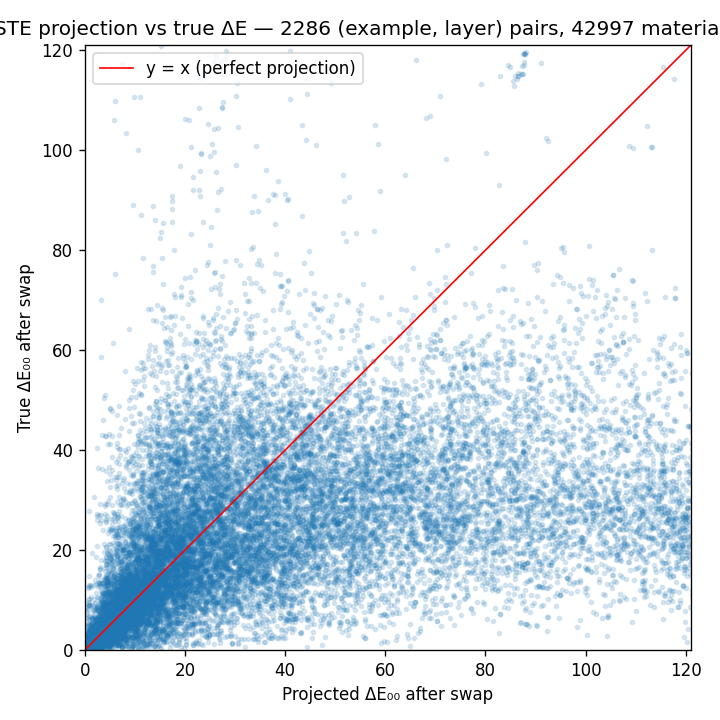 STE projection vs true ΔE — 2286 (example, layer) pairs, 42997
y = x (perfect projection)
120
100
80
60
40
20
0
True ΔE₀₀ after swap
0 20 40 60 80 100 120
Projected ΔE₀₀ after swap